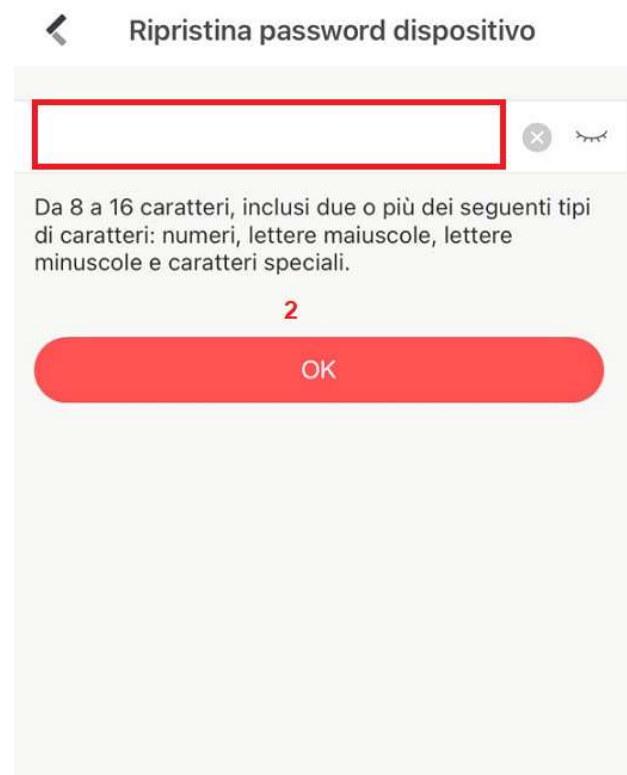 Ripristina password dispositivo
Da 8 a 16 caratteri, inclusi due o più dei seguenti tipi
di caratteri: numeri, lettere maiuscole, lettere
minuscole e caratteri speciali.
2
OK